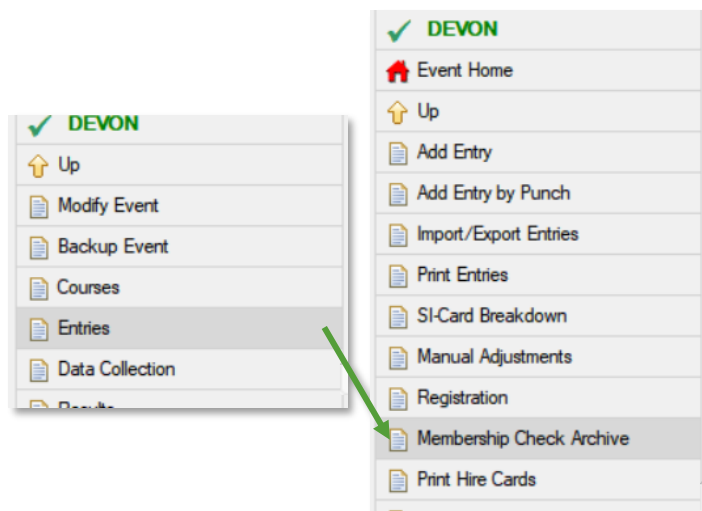 DEVON
Up
Modify Event
Backup Event
Courses
Entries
Data Collection
DEVON
Event Home
Up
Add Entry
Add Entry by Punch
Import/Export Entries
Print Entries
SI-Card Breakdown
Manual Adjustments
Registration
Membership Check Archive
Print Hire Cards